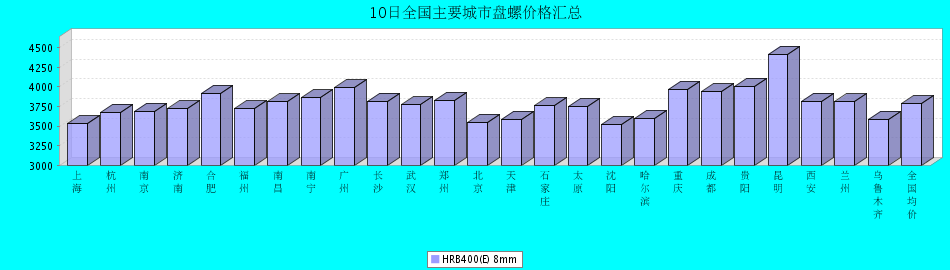 10日全国主要城市盘螺价格汇总
4500
4250
4000
3750
3500
3250
3000
上海
杭州
南京
济南
合肥
福州
南昌
南宁
广州
长沙
武汉
郑州
北京
天津
石家庄
太原
沈阳
哈尔滨
重庆
成都
贵阳
昆明
西安
兰州
乌鲁木齐
全国均价
HRB400(E) 8mm